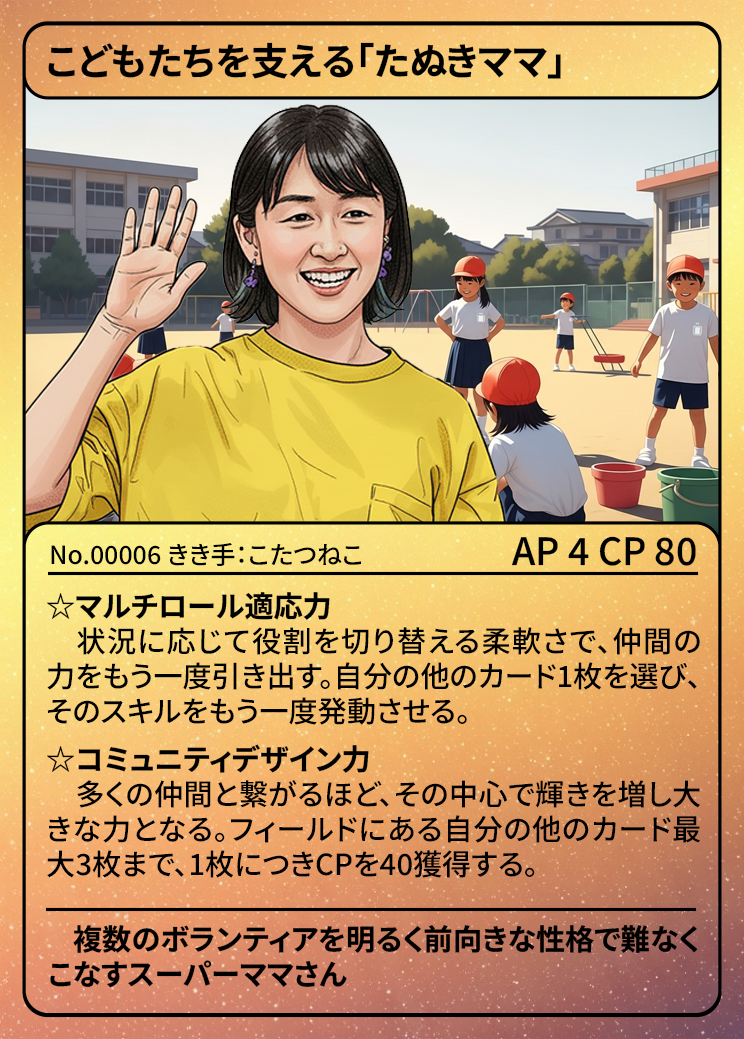 こどもたちを支える「たぬきママ」
No.00006 きき手：こたつねこ
AP 4 CP 80
☆マルチロール適応力
　状況に応じて役割を切り替える柔軟さで、仲間の
力をもう一度引き出す。自分の他のカード1枚を選び、
そのスキルをもう一度発動させる。
☆コミュニティデザイン力
　多くの仲間と繋がるほど、その中心で輝きを増し大
きな力となる。フィールドにある自分の他のカード最
大3枚まで、1枚につきCPを40獲得する。
　複数のボランティアを明るく前向きな性格で難なく
こなすスーパーママさん